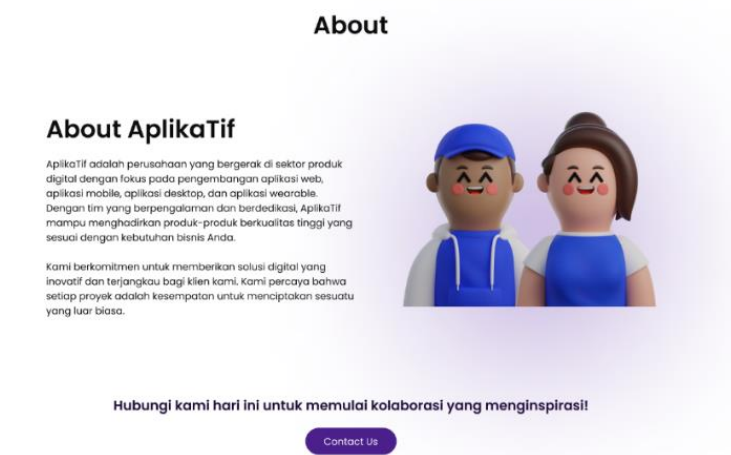 About
About AplikaTif
AplikaTif adalah perusahaan yang bergerak di sektor produk
digital dengan fokus pada pengembangan aplikasi web,
aplikasi mobile, aplikasi desktop, dan aplikasi wearable.
Dengan tim yang berpengalaman dan berdedikasi, AplikaTif
mampu menghadirkan produk-produk berkualitas tinggi yang
sesuai dengan kebutuhan bisnis Anda.
Kami berkomitmen untuk memberikan solusi digital yang
inovatif dan terjangkau bagi klien kami. Kami percaya bahwa
setiap proyek adalah kesempatan untuk menciptakan sesuatu
yang luar biasa.
Hubungi kami hari ini untuk memulai kolaborasi yang menginspirasi!
Contact Us